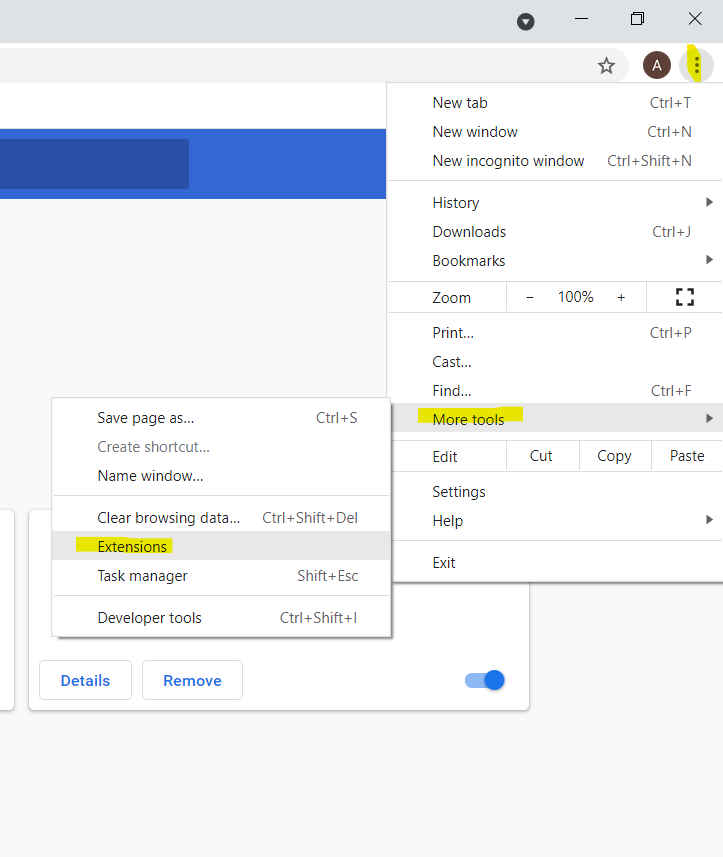 A
New tab Ctrl+T
New window Ctrl+N
New incognito window Ctrl+Shift+N
History
Downloads Ctrl+J
Bookmarks
Zoom − 100% +
Print... Ctrl+P
Cast...
Find... Ctrl+F
More tools
Edit Cut Copy Paste
Settings
Help
Exit
Save page as... Ctrl+S
Create shortcut...
Name window...
Clear browsing data... Ctrl+Shift+Del
Extensions
Task manager Shift+Esc
Developer tools Ctrl+Shift+I
Details Remove